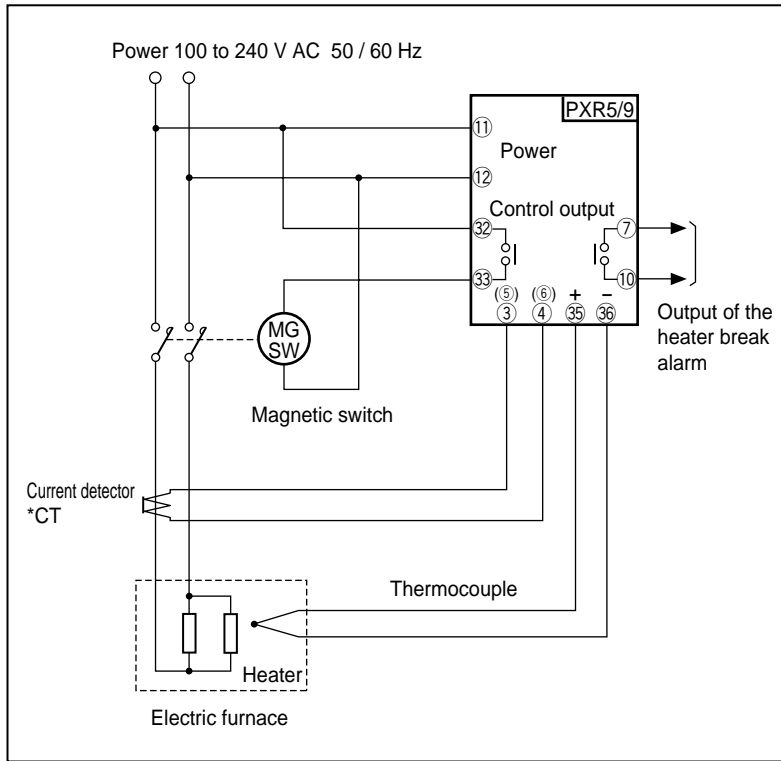 Power 100 to 240 V AC 50 / 60 Hz
PXR5/9
⑪
Power
⑫
Control output
㉜
⑦
㉝
⑩
(⑤) (⑥) + −
③ ④ ㉟ ㊱
Output of the
heater break
alarm
MG
SW
Magnetic switch
Current detector
*CT
Thermocouple
Heater
Electric furnace